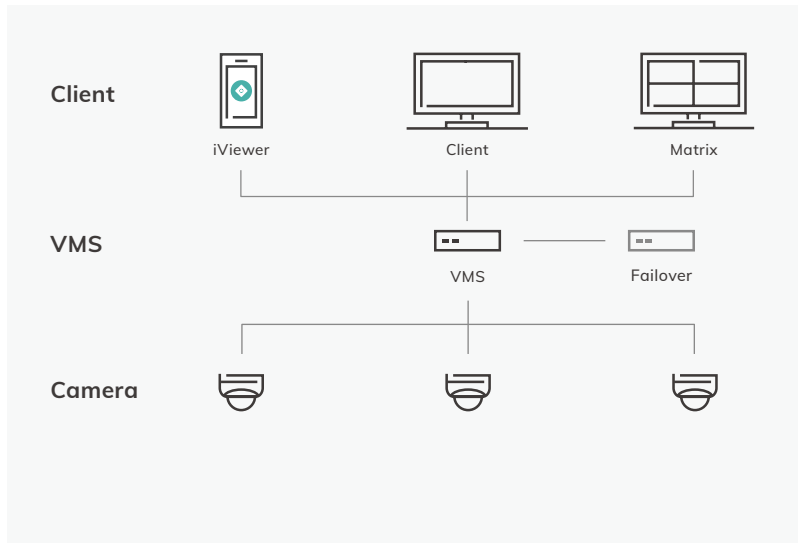 Client
iViewer
Client
Matrix
VMS
VMS
Failover
Camera